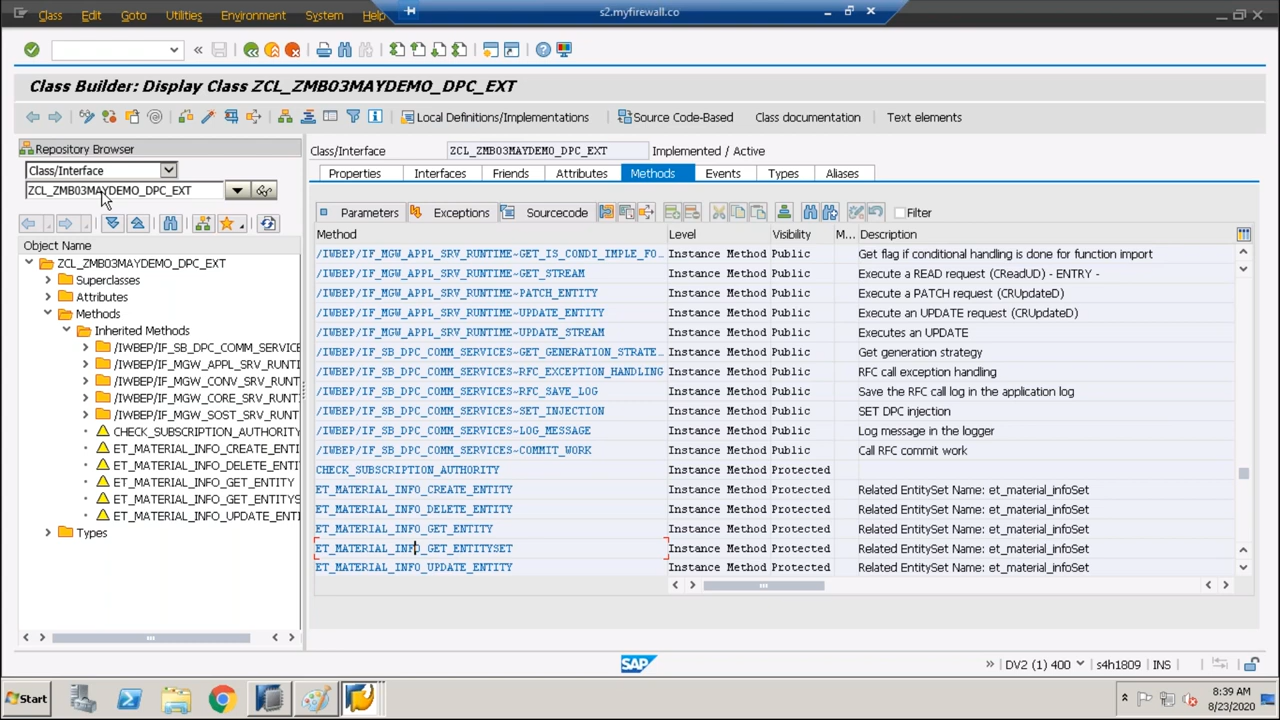 s2.myfirewall.co
Class Edit Goto Utilities Environment System Help
Class Builder: Display Class ZCL_ZMB03MAYDEMO_DPC_EXT
Local Definitions/Implementations Source Code-Based Class documentation Text elements
Repository Browser
Class/Interface
ZCL_ZMB03MAYDEMO_DPC_EXT
Object Name
ZCL_ZMB03MAYDEMO_DPC_EXT
Superclasses
Attributes
Methods
Inherited Methods
/IWBEP/IF_SB_DPC_COMM_SERVICE
/IWBEP/IF_MGW_APPL_SRV_RUNTI
/IWBEP/IF_MGW_CONV_SRV_RUNT
/IWBEP/IF_MGW_CORE_SRV_RUNTI
/IWBEP/IF_MGW_SOST_SRV_RUNT
CHECK_SUBSCRIPTION_AUTHORITY
ET_MATERIAL_INFO_CREATE_ENTI
ET_MATERIAL_INFO_DELETE_ENTI
ET_MATERIAL_INFO_GET_ENTITY
ET_MATERIAL_INFO_GET_ENTITYS
ET_MATERIAL_INFO_UPDATE_ENTI
Types
Class/Interface ZCL_ZMB03MAYDEMO_DPC_EXT Implemented / Active
Properties Interfaces Friends Attributes Methods Events Types Aliases
Parameters Exceptions Sourcecode Filter
Method Level Visibility M... Description
/IWBEP/IF_MGW_APPL_SRV_RUNTIME~GET_IS_CONDI_IMPLE_FO... Instance Method Public Get flag if conditional handling is done for function import
/IWBEP/IF_MGW_APPL_SRV_RUNTIME~GET_STREAM Instance Method Public Execute a READ request (CReadUD) - ENTRY -
/IWBEP/IF_MGW_APPL_SRV_RUNTIME~PATCH_ENTITY Instance Method Public Execute a PATCH request (CRUpdateD)
/IWBEP/IF_MGW_APPL_SRV_RUNTIME~UPDATE_ENTITY Instance Method Public Execute an UPDATE request (CRUpdateD)
/IWBEP/IF_MGW_APPL_SRV_RUNTIME~UPDATE_STREAM Instance Method Public Executes an UPDATE
/IWBEP/IF_SB_DPC_COMM_SERVICES~GET_GENERATION_STRATE... Instance Method Public Get generation strategy
/IWBEP/IF_SB_DPC_COMM_SERVICES~RFC_EXCEPTION_HANDLING Instance Method Public RFC call exception handling
/IWBEP/IF_SB_DPC_COMM_SERVICES~RFC_SAVE_LOG Instance Method Public Save the RFC call log in the application log
/IWBEP/IF_SB_DPC_COMM_SERVICES~SET_INJECTION Instance Method Public SET DPC injection
/IWBEP/IF_SB_DPC_COMM_SERVICES~LOG_MESSAGE Instance Method Public Log message in the logger
/IWBEP/IF_SB_DPC_COMM_SERVICES~COMMIT_WORK Instance Method Public Call RFC commit work
CHECK_SUBSCRIPTION_AUTHORITY Instance Method Protected
ET_MATERIAL_INFO_CREATE_ENTITY Instance Method Protected Related EntitySet Name: et_material_infoSet
ET_MATERIAL_INFO_DELETE_ENTITY Instance Method Protected Related EntitySet Name: et_material_infoSet
ET_MATERIAL_INFO_GET_ENTITY Instance Method Protected Related EntitySet Name: et_material_infoSet
ET_MATERIAL_INFO_GET_ENTITYSET Instance Method Protected Related EntitySet Name: et_material_infoSet
ET_MATERIAL_INFO_UPDATE_ENTITY Instance Method Protected Related EntitySet Name: et_material_infoSet
SAP DV2 (1) 400 s4h1809 INS
Start 8:39 AM
8/23/2020